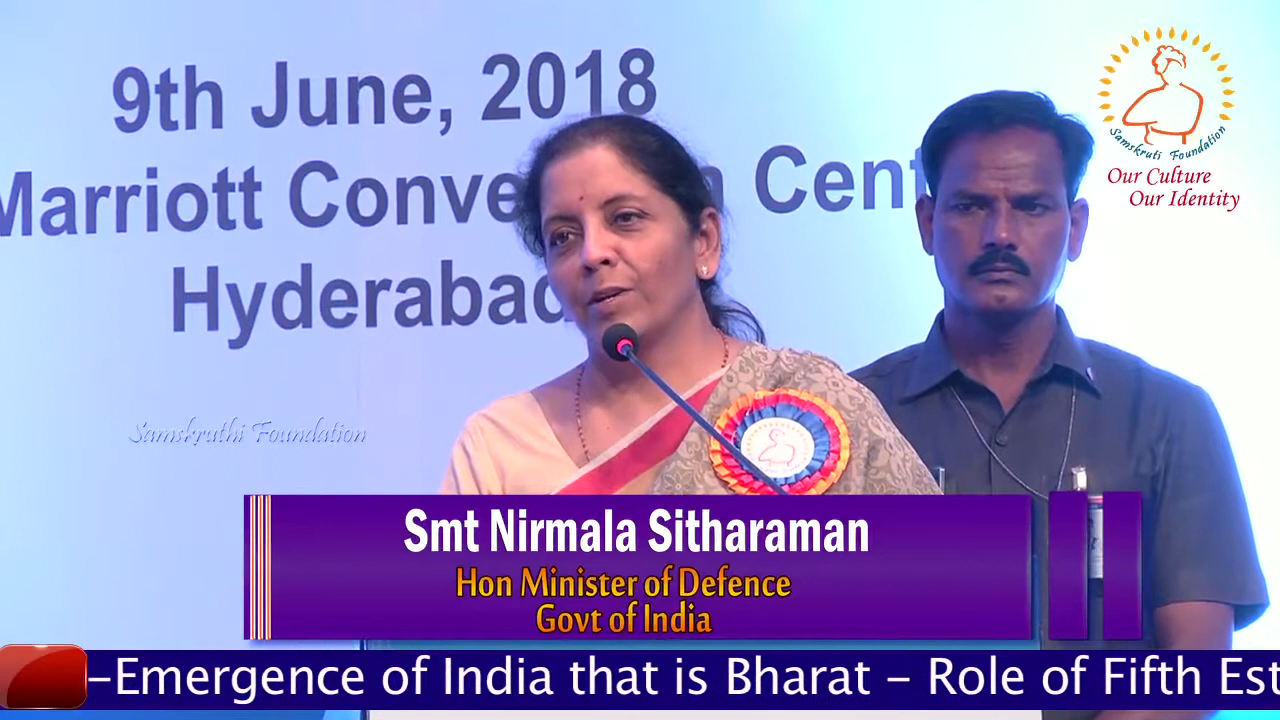 9th June, 2018
Marriott Conve
Cent
Hyderabad
Samskruti Foundation
Our Culture
Our Identity
Samskruthi Foundation
Smt Nirmala Sitharaman
Hon Minister of Defence
Govt of India
–Emergence of India that is Bharat – Role of Fifth Est